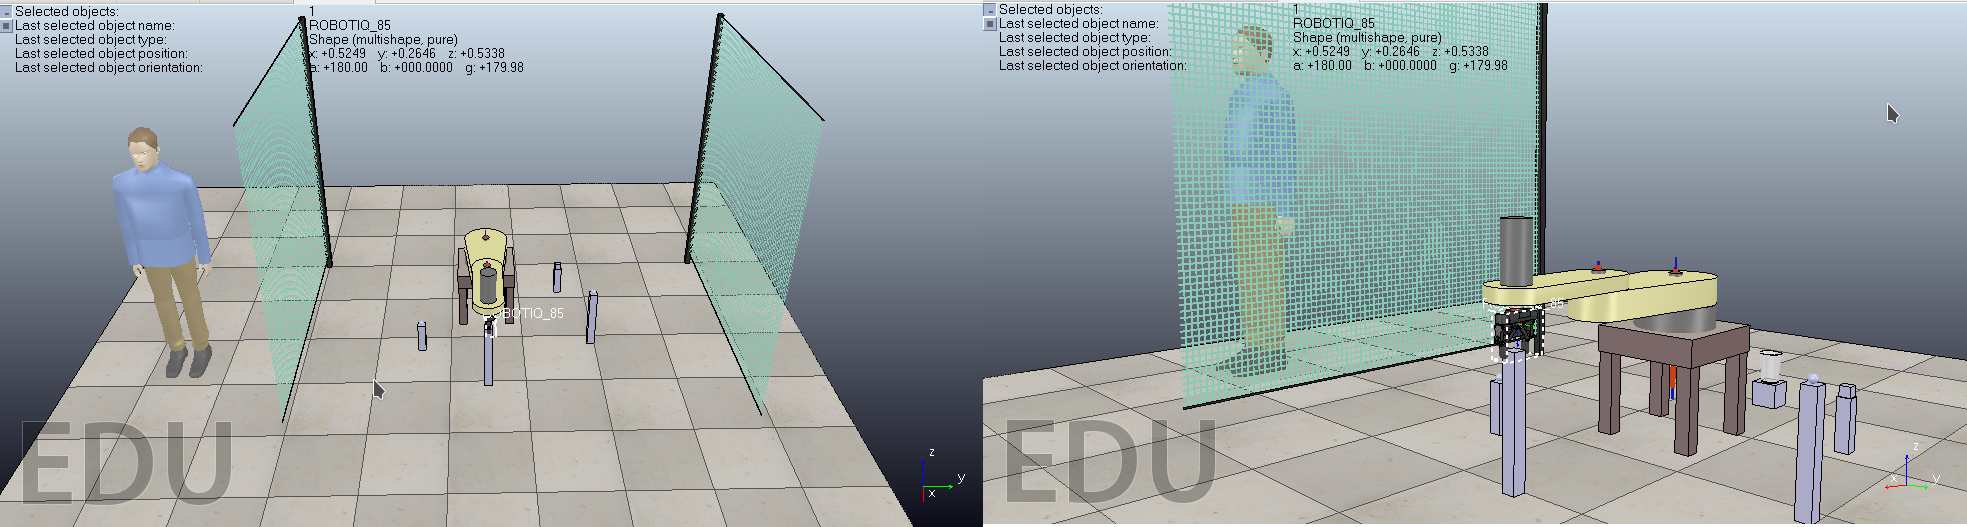 Selected objects: 1
Last selected object name: ROBOTIQ_85
Last selected object type: Shape (multishape, pure)
Last selected object position: x: +0.5249 y: +0.2646 z: +0.5338
Last selected object orientation: a: +180.00 b: +000.0000 g: +179.98
ROBOTIQ_85
EDU
z
y
x
Selected objects: 1
Last selected object name: ROBOTIQ_85
Last selected object type: Shape (multishape, pure)
Last selected object position: x: +0.5249 y: +0.2646 z: +0.5338
Last selected object orientation: a: +180.00 b: +000.0000 g: +179.98
85
EDU
z
x
y